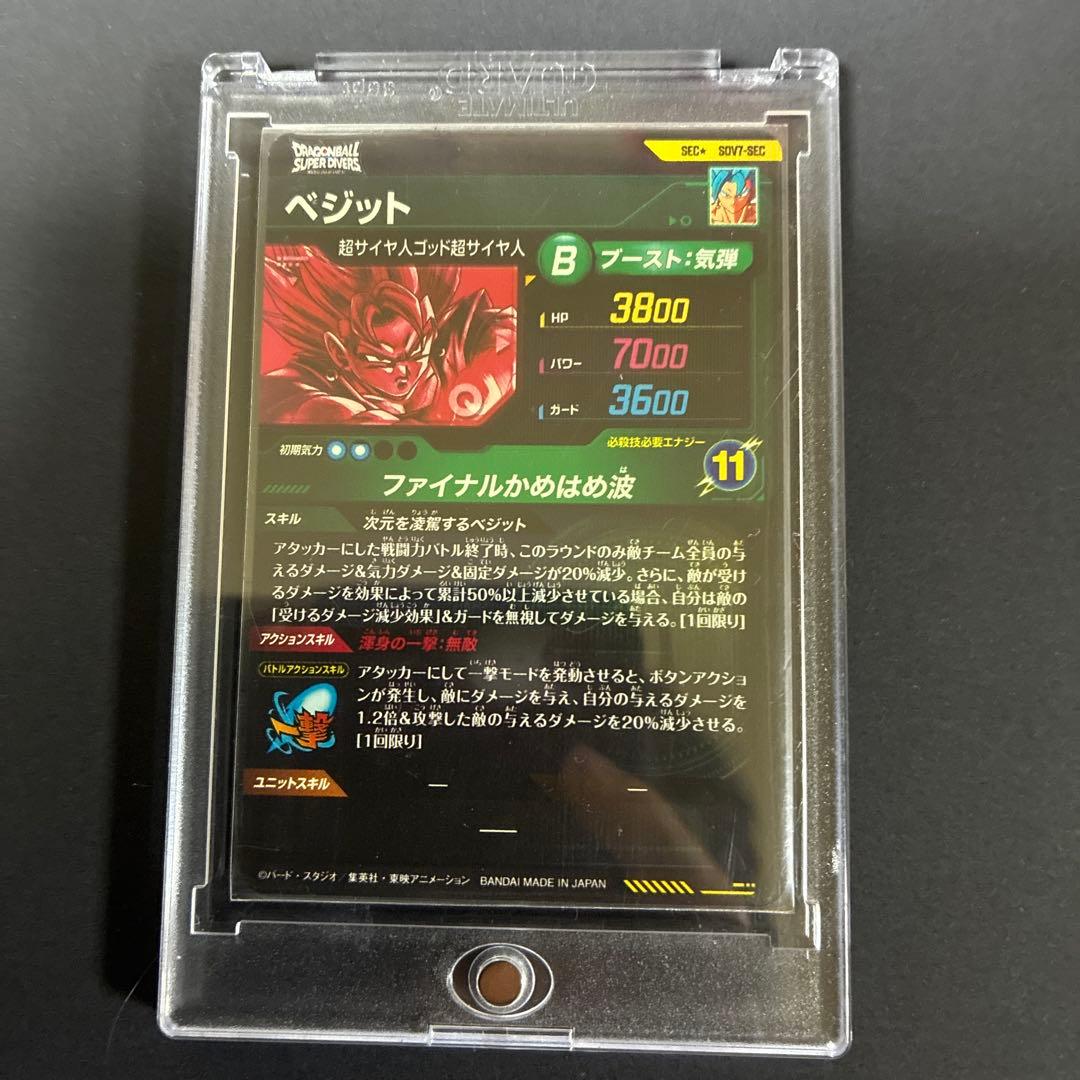 ULTIMATE
GUARD®
DRAGONBALL
SUPER DIVERS
SEC★ SDV7-SEC
ベジット
超サイヤ人ゴッド超サイヤ人
B ブースト:気弾
HP 3800
パワー 7000
ガード 3600
初期気力
必殺技必要エナジー
11
ファイナルかめはめ波
スキル 次元を凌駕するベジット
アタッカーにした戦闘力バトル終了時、このラウンドのみ敵チーム全員の与
えるダメージ&気力ダメージ&固定ダメージが20%減少。さらに、敵が受け
るダメージを効果によって累計50%以上減少させている場合、自分は敵の
「受けるダメージ減少効果」&ガードを無視してダメージを与える。[1回限り]
アクションスキル 渾身の一撃:無敵
バトルアクションスキル
一撃
アタッカーにして一撃モードを発動させると、ボタンアクショ
ンが発生し、敵にダメージを与え、自分の与えるダメージを
1.2倍&攻撃した敵の与えるダメージを20%減少させる。
[1回限り]
ユニットスキル ー ー
ー
©バード・スタジオ/集英社・東映アニメーション BANDAI MADE IN JAPAN